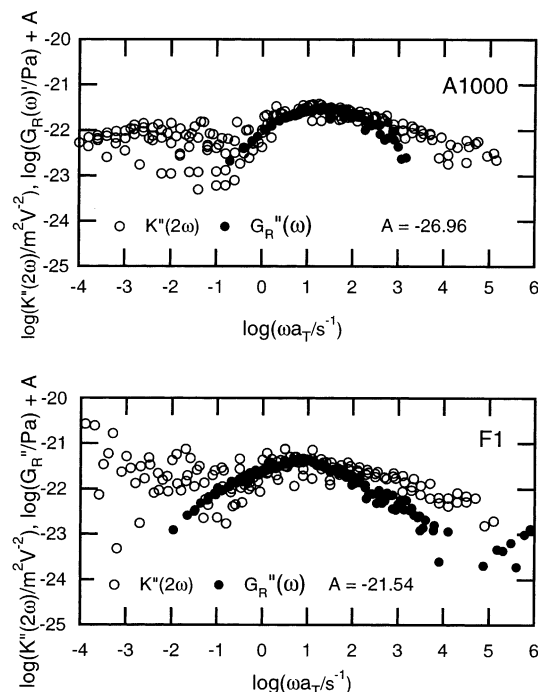 log(K"(2ω)/m²V⁻²), log(G_R(ω)'/Pa) + A
-20
-21
-22
-23
-24
-25
A1000
○ K"(2ω) ● G_R"(ω) A = -26.96
-4 -3 -2 -1 0 1 2 3 4 5 6
log(ωa_T/s⁻¹)
log(K"(2ω)/m²V⁻²), log(G_R"/Pa) + A
-20
-21
-22
-23
-24
-25
F1
○ K"(2ω) ● G_R"(ω) A = -21.54
-4 -3 -2 -1 0 1 2 3 4 5 6
log(ωa_T/s⁻¹)